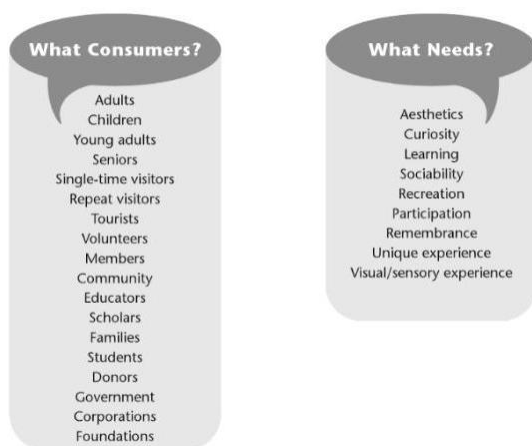 What Consumers?
Adults
Children
Young adults
Seniors
Single-time visitors
Repeat visitors
Tourists
Volunteers
Members
Community
Educators
Scholars
Families
Students
Donors
Government
Corporations
Foundations
What Needs?
Aesthetics
Curiosity
Learning
Sociability
Recreation
Participation
Remembrance
Unique experience
Visual/sensory experience